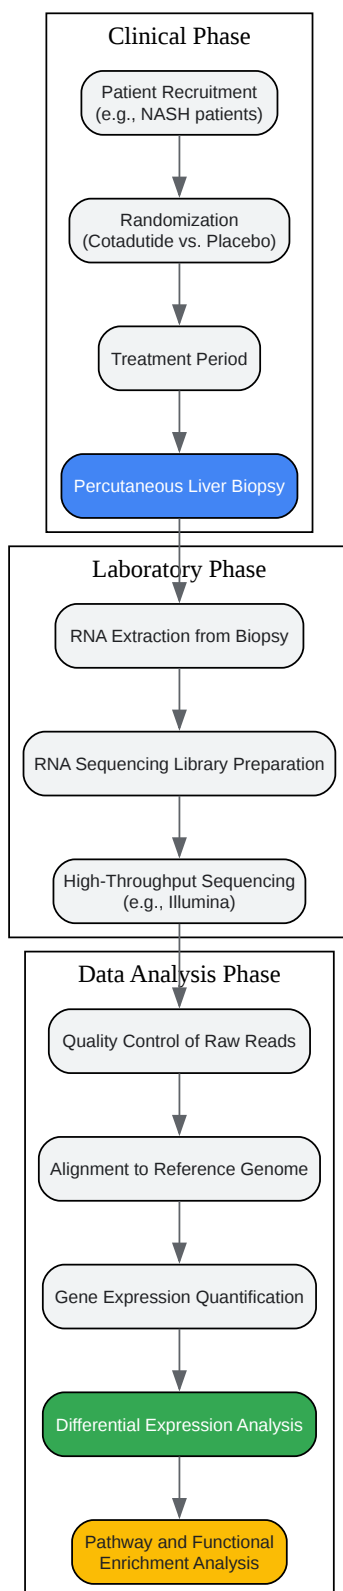 Clinical Phase
Patient Recruitment
(e.g., NASH patients)
Randomization
(Cotadutide vs. Placebo)
Treatment Period
Percutaneous Liver Biopsy
Laboratory Phase
RNA Extraction from Biopsy
RNA Sequencing Library Preparation
High-Throughput Sequencing
(e.g., Illumina)
Data Analysis Phase
Quality Control of Raw Reads
Alignment to Reference Genome
Gene Expression Quantification
Differential Expression Analysis
Pathway and Functional
Enrichment Analysis